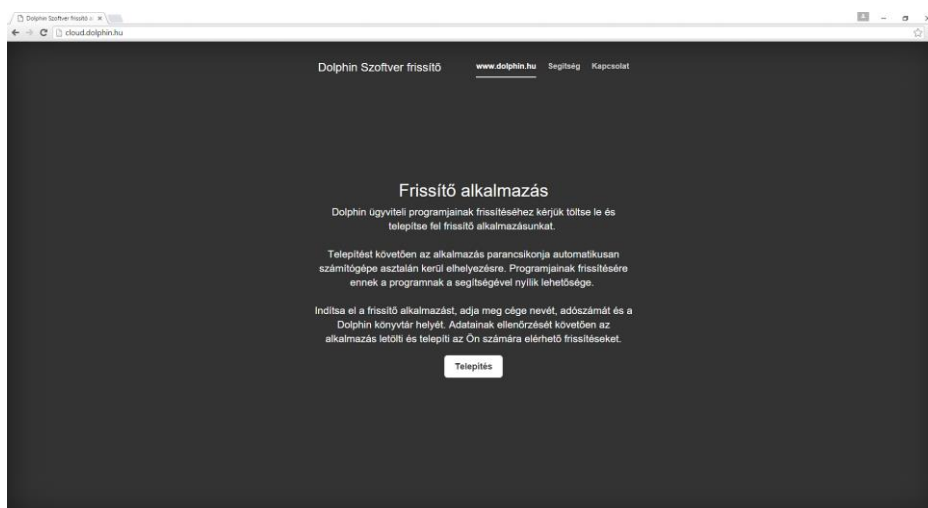 Dolphin Szoftver frissítő
cloud.dolphin.hu
Dolphin Szoftver frissítő
www.dolphin.hu Segítség Kapcsolat
Frissítő alkalmazás
Dolphin ügyviteli programjainak frissítéséhez kérjük töltse le és
telepítse fel frissítő alkalmazásunkat.
Telepítést követően az alkalmazás parancsikonja automatikusan
számítógépe asztalán kerül elhelyezésre. Programjainak frissítésére
ennek a programnak a segítségével nyílik lehetősége.
Indítsa el a frissítő alkalmazást, adja meg cége nevét, adószámát és a
Dolphin könyvtár helyét. Adatainak ellenőrzését követően az
alkalmazás letölti és telepíti az Ön számára elérhető frissítéseket.
Telepítés